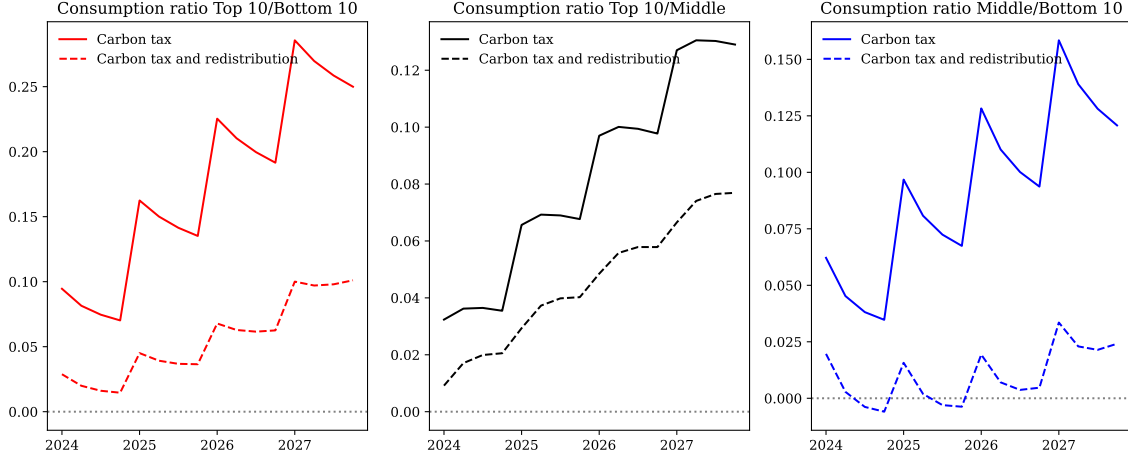 Consumption ratio Top 10/Bottom 10
Carbon tax
Carbon tax and redistribution
0.25
0.20
0.15
0.10
0.05
0.00
2024 2025 2026 2027
Consumption ratio Top 10/Middle
Carbon tax
Carbon tax and redistribution
0.12
0.10
0.08
0.06
0.04
0.02
0.00
2024 2025 2026 2027
Consumption ratio Middle/Bottom 10
Carbon tax
Carbon tax and redistribution
0.150
0.125
0.100
0.075
0.050
0.025
0.000
2024 2025 2026 2027